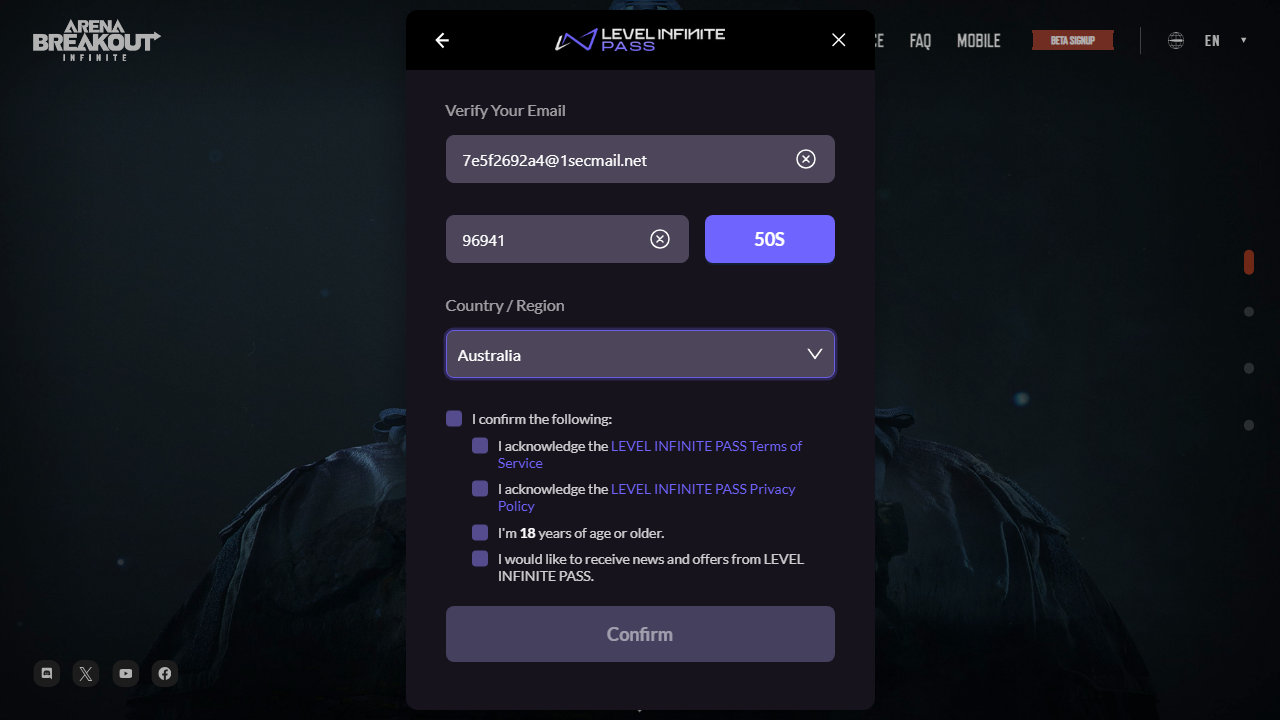 ARENA
BREAKOUT
INFINITE
LEVEL INFINITE
PASS
FAQ
MOBILE
BETA SIGNUP
EN
Verify Your Email
7e5f2692a4@1secmail.net
96941
50S
Country / Region
Australia
I confirm the following:
I acknowledge the LEVEL INFINITE PASS Terms of
Service
I acknowledge the LEVEL INFINITE PASS Privacy
Policy
I'm 18 years of age or older.
I would like to receive news and offers from LEVEL
INFINITE PASS.
Confirm